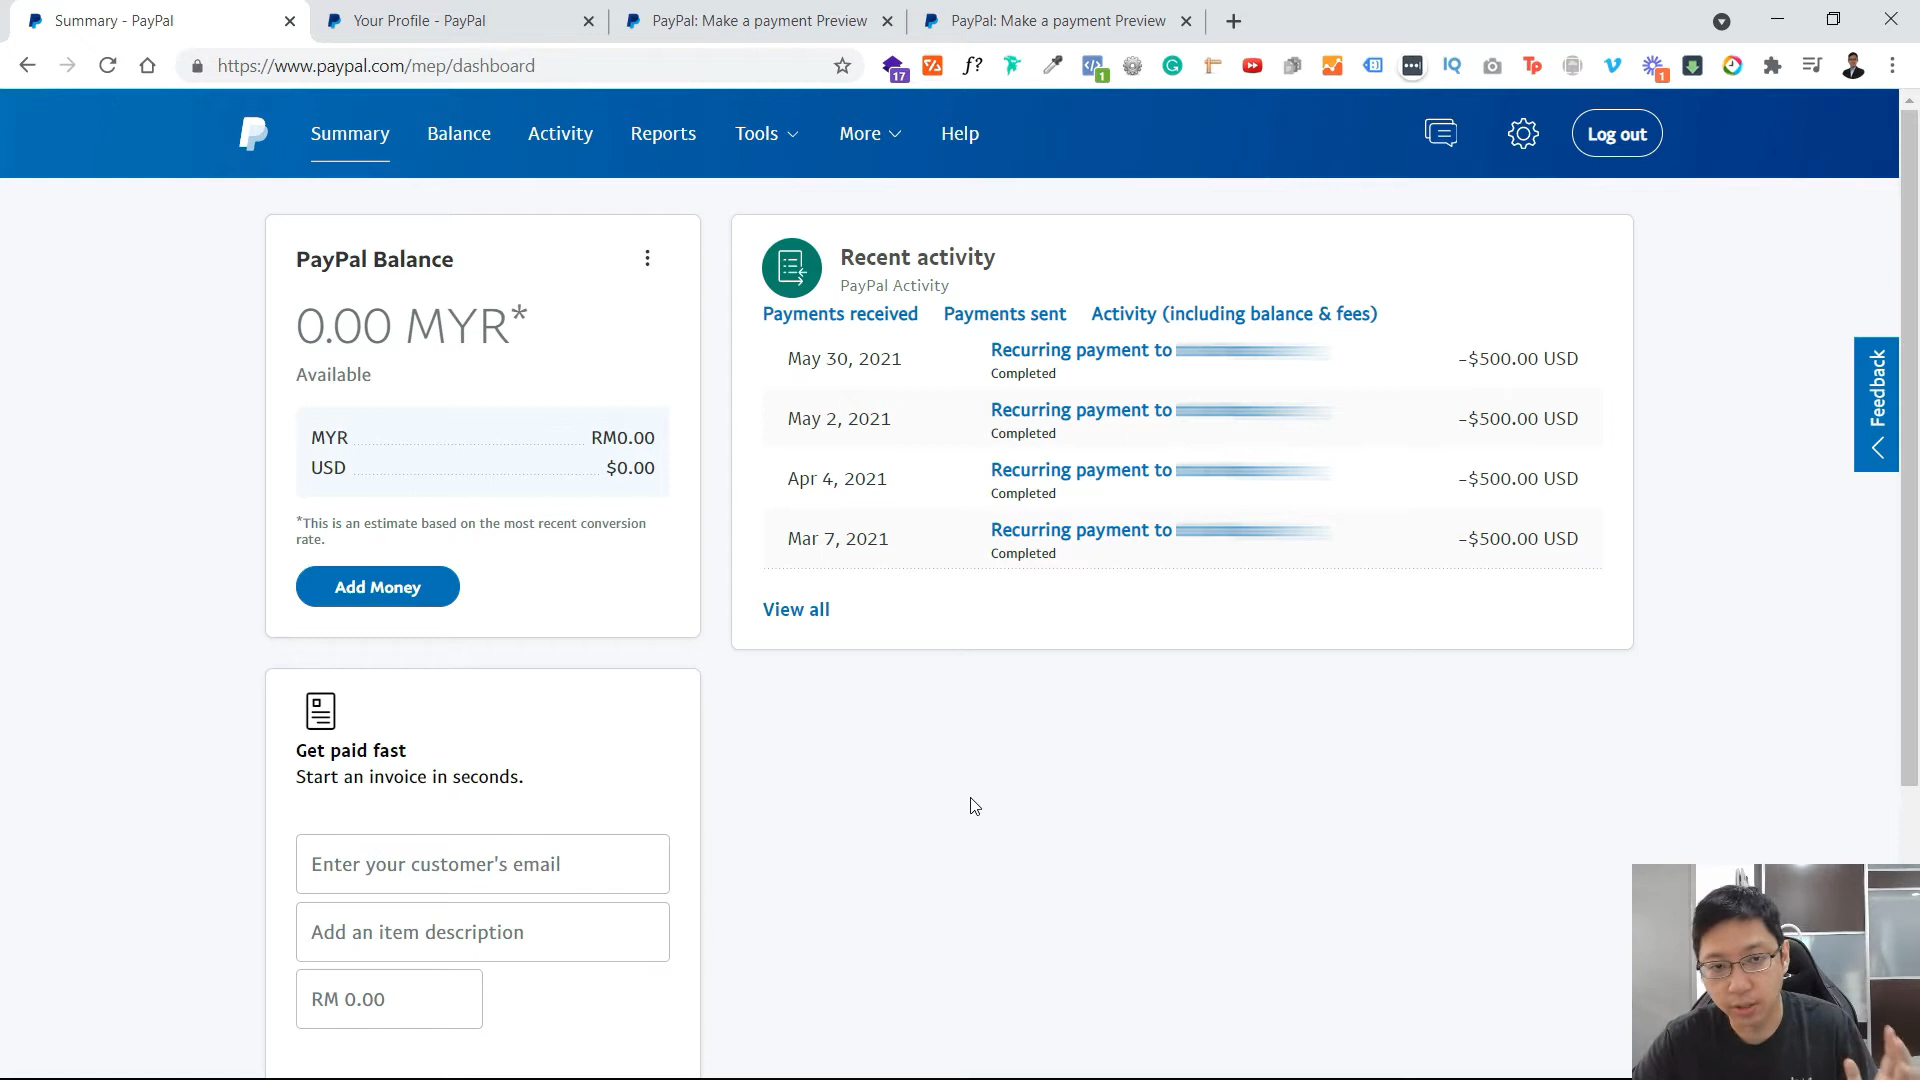 Summary - PayPal
Your Profile - PayPal
PayPal: Make a payment Preview
PayPal: Make a payment Preview
https://www.paypal.com/mep/dashboard
17
f?
1
IQ
Tp
1
Summary
Balance
Activity
Reports
Tools
More
Help
Log out
PayPal Balance
0.00 MYR*
Available
MYR RM0.00
USD $0.00
*This is an estimate based on the most recent conversion
rate.
Add Money
Recent activity
PayPal Activity
Payments received Payments sent Activity (including balance & fees)
May 30, 2021 Recurring payment to -$500.00 USD
Completed
May 2, 2021 Recurring payment to -$500.00 USD
Completed
Apr 4, 2021 Recurring payment to -$500.00 USD
Completed
Mar 7, 2021 Recurring payment to -$500.00 USD
Completed
View all
Feedback
Get paid fast
Start an invoice in seconds.
Enter your customer's email
Add an item description
RM 0.00